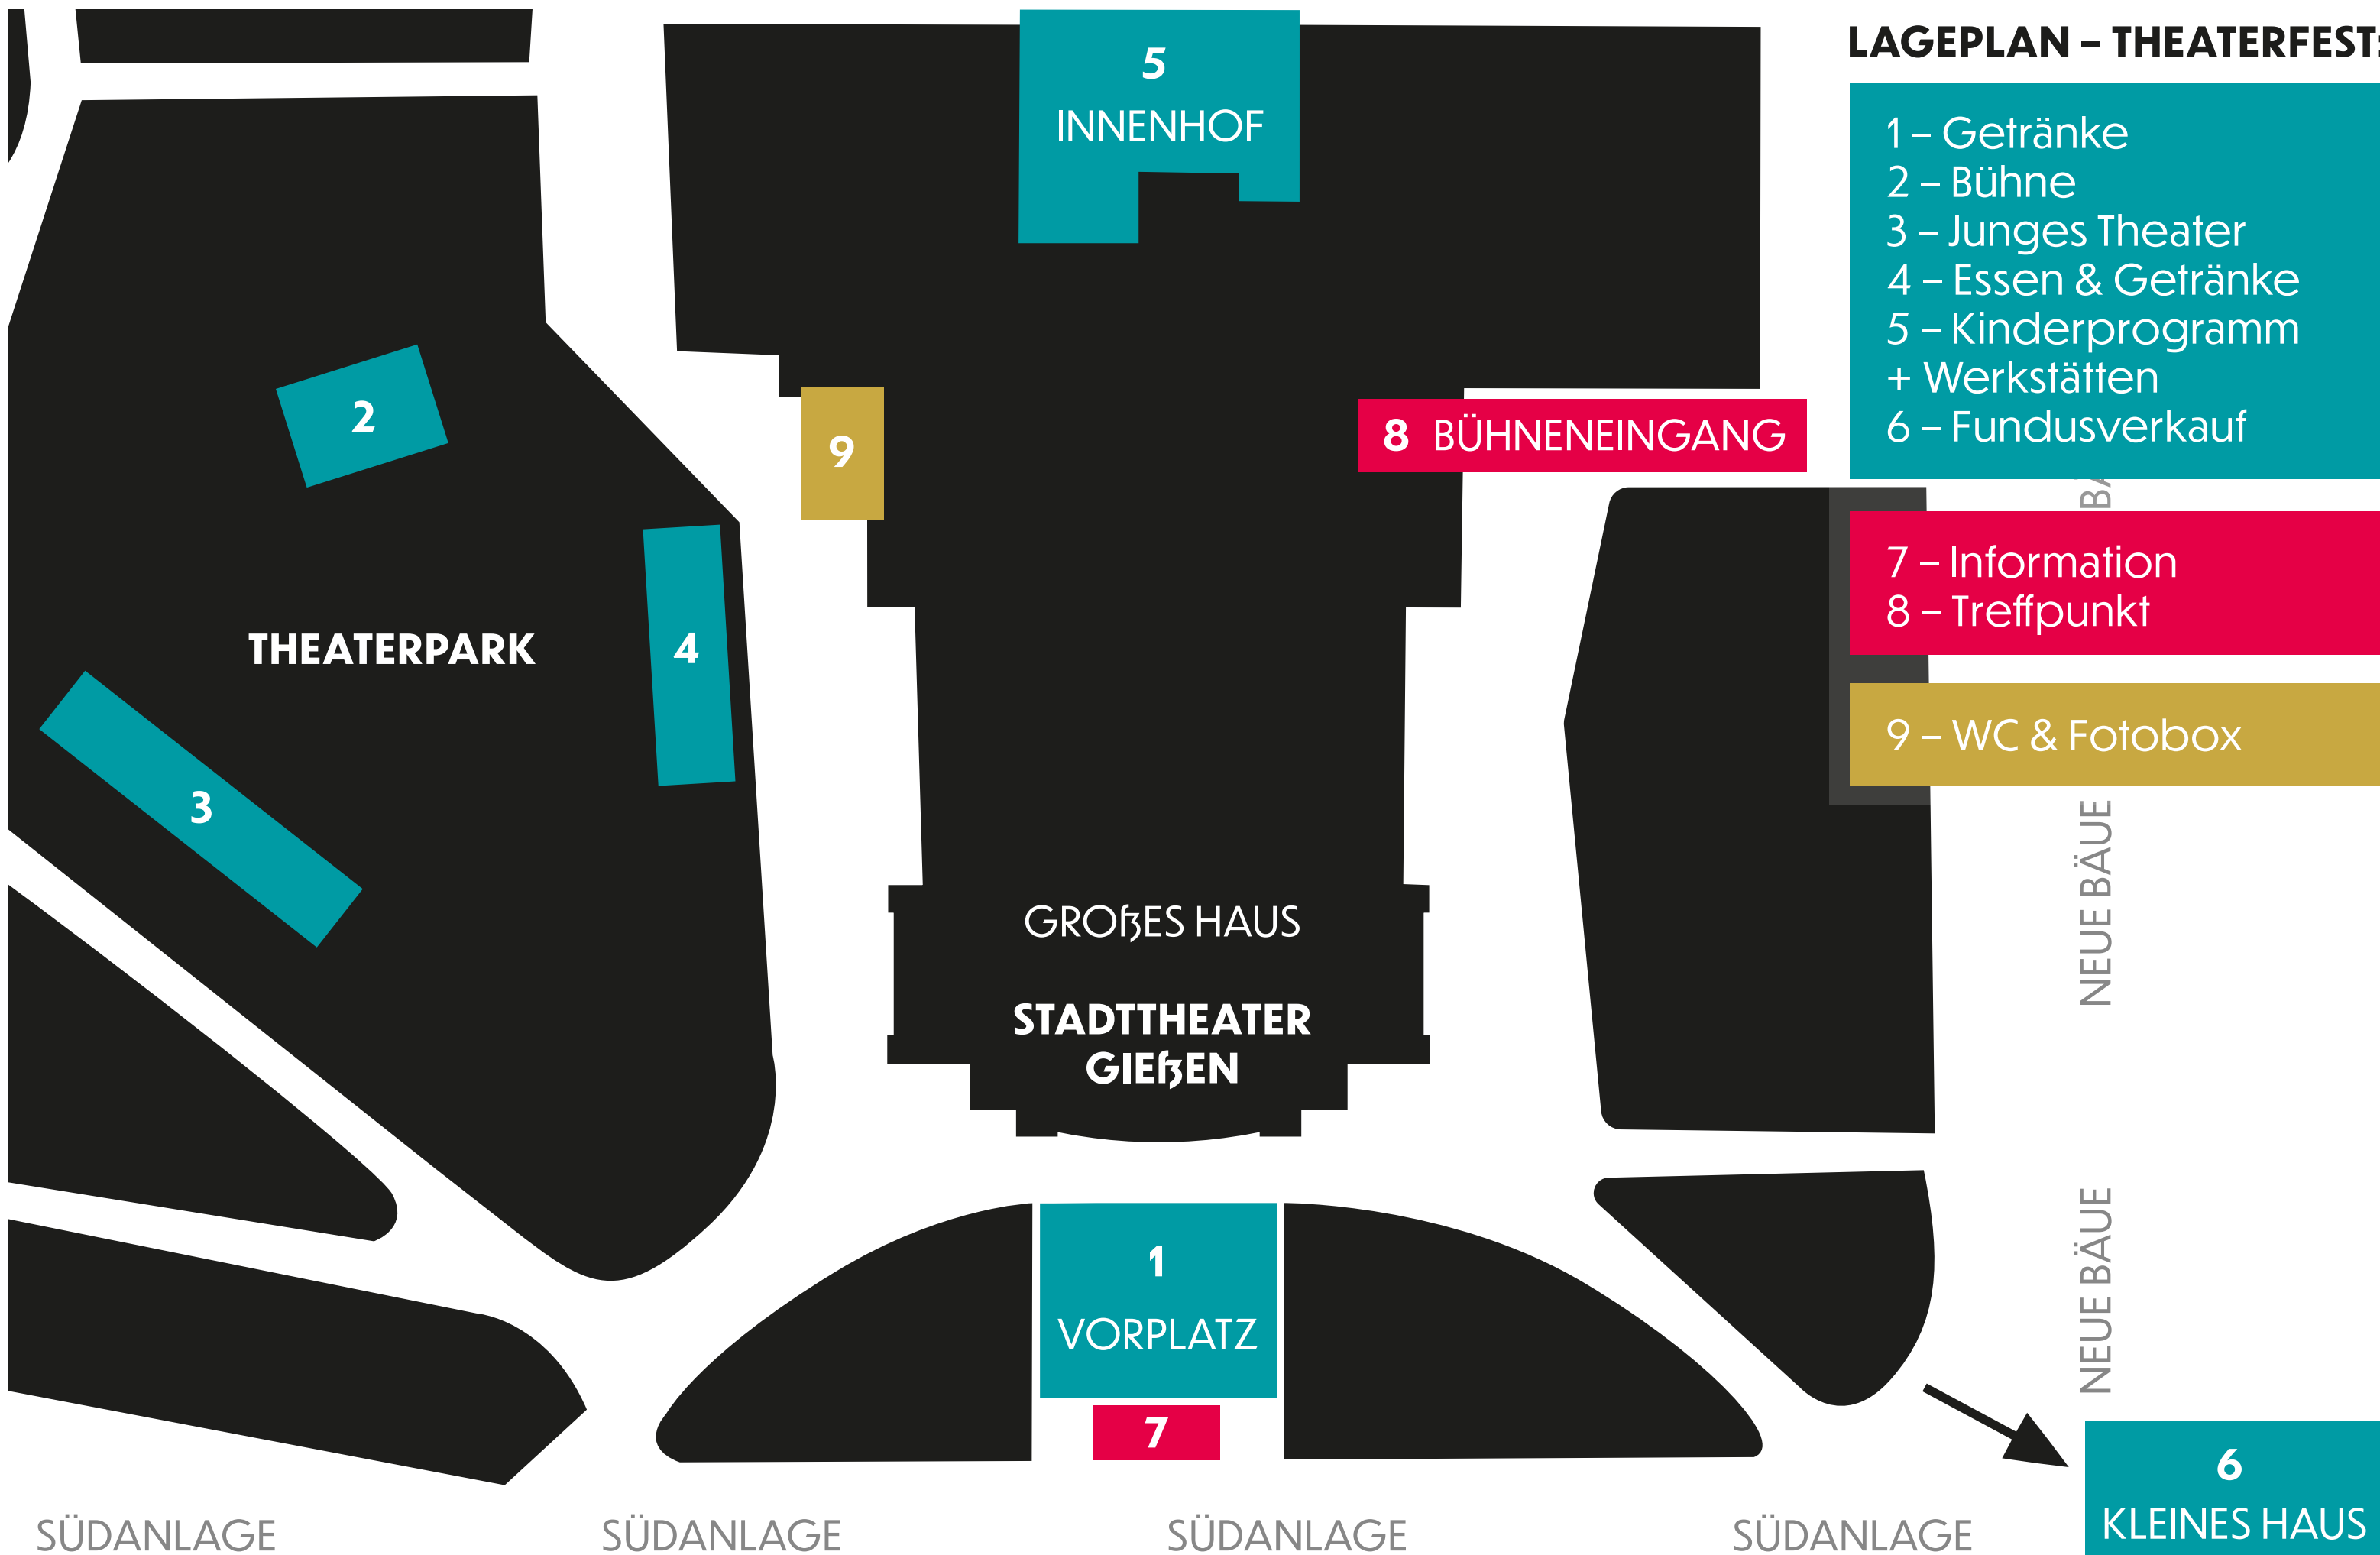 LAGEPLAN – THEATERFEST
1 – Getränke
2 – Bühne
3 – Junges Theater
4 – Essen & Getränke
5 – Kinderprogramm
+ Werkstätten
6 – Fundusverkauf
7 – Information
8 – Treffpunkt
9 – WC & Fotobox
5
INNENHOF
2
9
8 BÜHNENEINGANG
THEATERPARK
4
3
GROßES HAUS
STADTTHEATER
GIEßEN
1
VORPLATZ
7
NEUE BÄUE
NEUE BÄUE
6
KLEINES HAUS
SÜDANLAGE
SÜDANLAGE
SÜDANLAGE
SÜDANLAGE